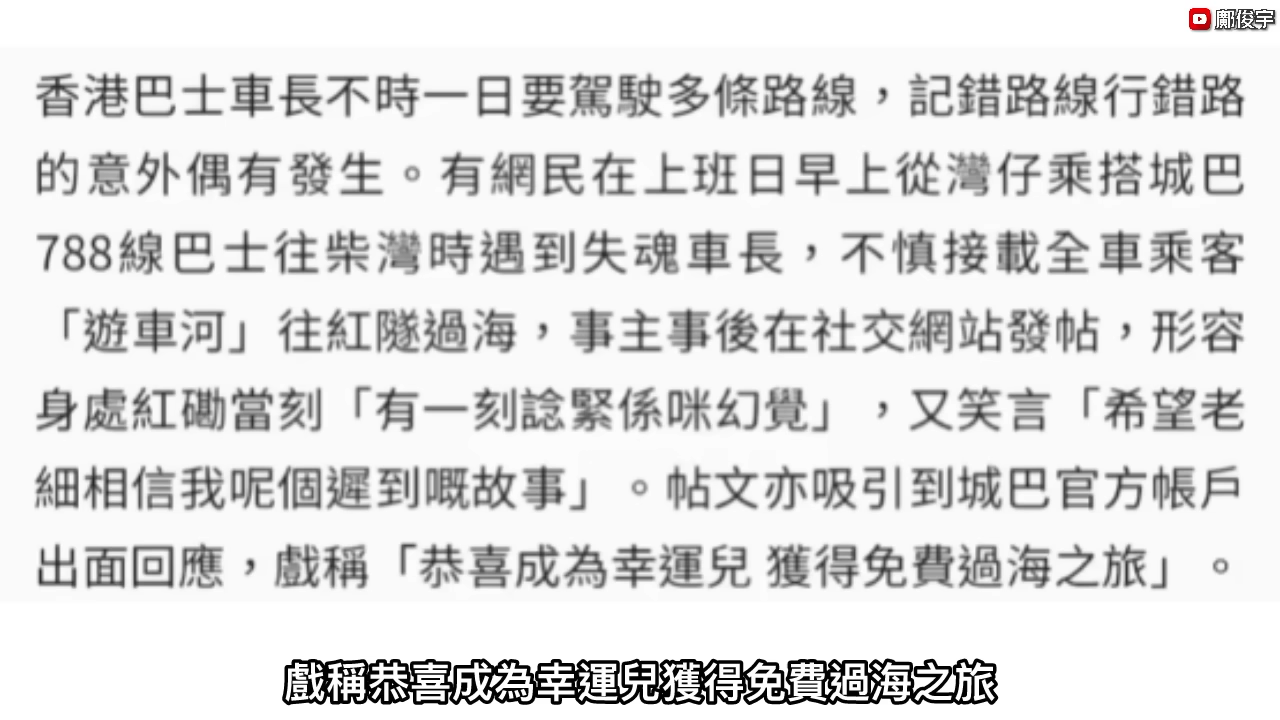 鄺俊宇
香港巴士車長不時一日要駕駛多條路線，記錯路線行錯路
的意外偶有發生。有網民在上班日早上從灣仔乘搭城巴
788線巴士往柴灣時遇到失魂車長，不慎接載全車乘客
「遊車河」往紅隧過海，事主事後在社交網站發帖，形容
身處紅磡當刻「有一刻諗緊係咪幻覺」，又笑言「希望老
細相信我呢個遲到嘅故事」。帖文亦吸引到城巴官方帳戶
出面回應，戲稱「恭喜成為幸運兒 獲得免費過海之旅」。
戲稱恭喜成為幸運兒獲得免費過海之旅